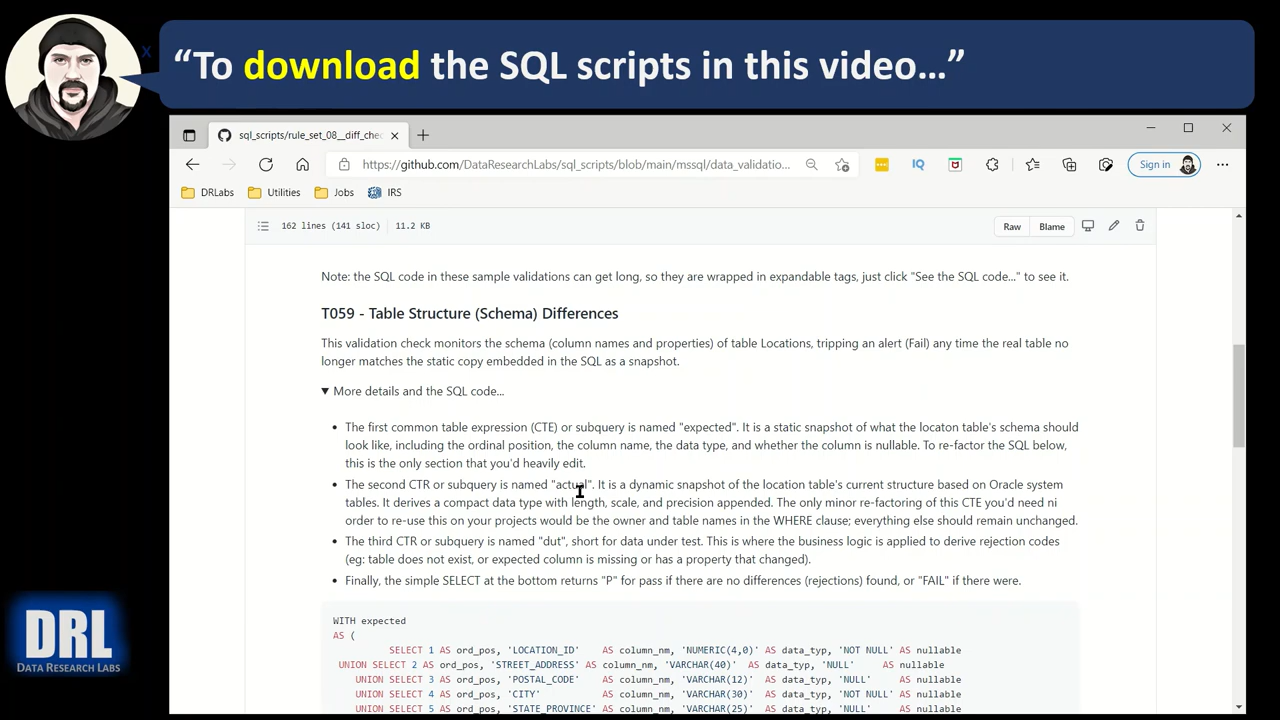 “To download the SQL scripts in this video…”
X
sql_scripts/rule_set_08__diff_chec
https://github.com/DataResearchLabs/sql_scripts/blob/main/mssql/data_validatio...
IQ
Sign in
DRLabs
Utilities
Jobs
IRS
162 lines (141 sloc)
11.2 KB
Raw
Blame
Note: the SQL code in these sample validations can get long, so they are wrapped in expandable tags, just click "See the SQL code..." to see it.
T059 - Table Structure (Schema) Differences
This validation check monitors the schema (column names and properties) of table Locations, tripping an alert (Fail) any time the real table no
longer matches the static copy embedded in the SQL as a snapshot.
More details and the SQL code...
The first common table expression (CTE) or subquery is named "expected". It is a static snapshot of what the locaton table's schema should
look like, including the ordinal position, the column name, the data type, and whether the column is nullable. To re-factor the SQL below,
this is the only section that you'd heavily edit.
The second CTR or subquery is named "actual". It is a dynamic snapshot of the location table's current structure based on Oracle system
tables. It derives a compact data type with length, scale, and precision appended. The only minor re-factoring of this CTE you'd need ni
order to re-use this on your projects would be the owner and table names in the WHERE clause; everything else should remain unchanged.
The third CTR or subquery is named "dut", short for data under test. This is where the business logic is applied to derive rejection codes
(eg: table does not exist, or expected column is missing or has a property that changed).
Finally, the simple SELECT at the bottom returns "P" for pass if there are no differences (rejections) found, or "FAIL" if there were.
WITH expected
AS (
SELECT 1 AS ord_pos, 'LOCATION_ID' AS column_nm, 'NUMERIC(4,0)' AS data_typ, 'NOT NULL' AS nullable
UNION SELECT 2 AS ord_pos, 'STREET_ADDRESS' AS column_nm, 'VARCHAR(40)' AS data_typ, 'NULL' AS nullable
UNION SELECT 3 AS ord_pos, 'POSTAL_CODE' AS column_nm, 'VARCHAR(12)' AS data_typ, 'NULL' AS nullable
UNION SELECT 4 AS ord_pos, 'CITY' AS column_nm, 'VARCHAR(30)' AS data_typ, 'NOT NULL' AS nullable
UNION SELECT 5 AS ord_pos, 'STATE_PROVINCE' AS column_nm, 'VARCHAR(25)' AS data_typ, 'NULL' AS nullable
DRL
DATA RESEARCH LABS